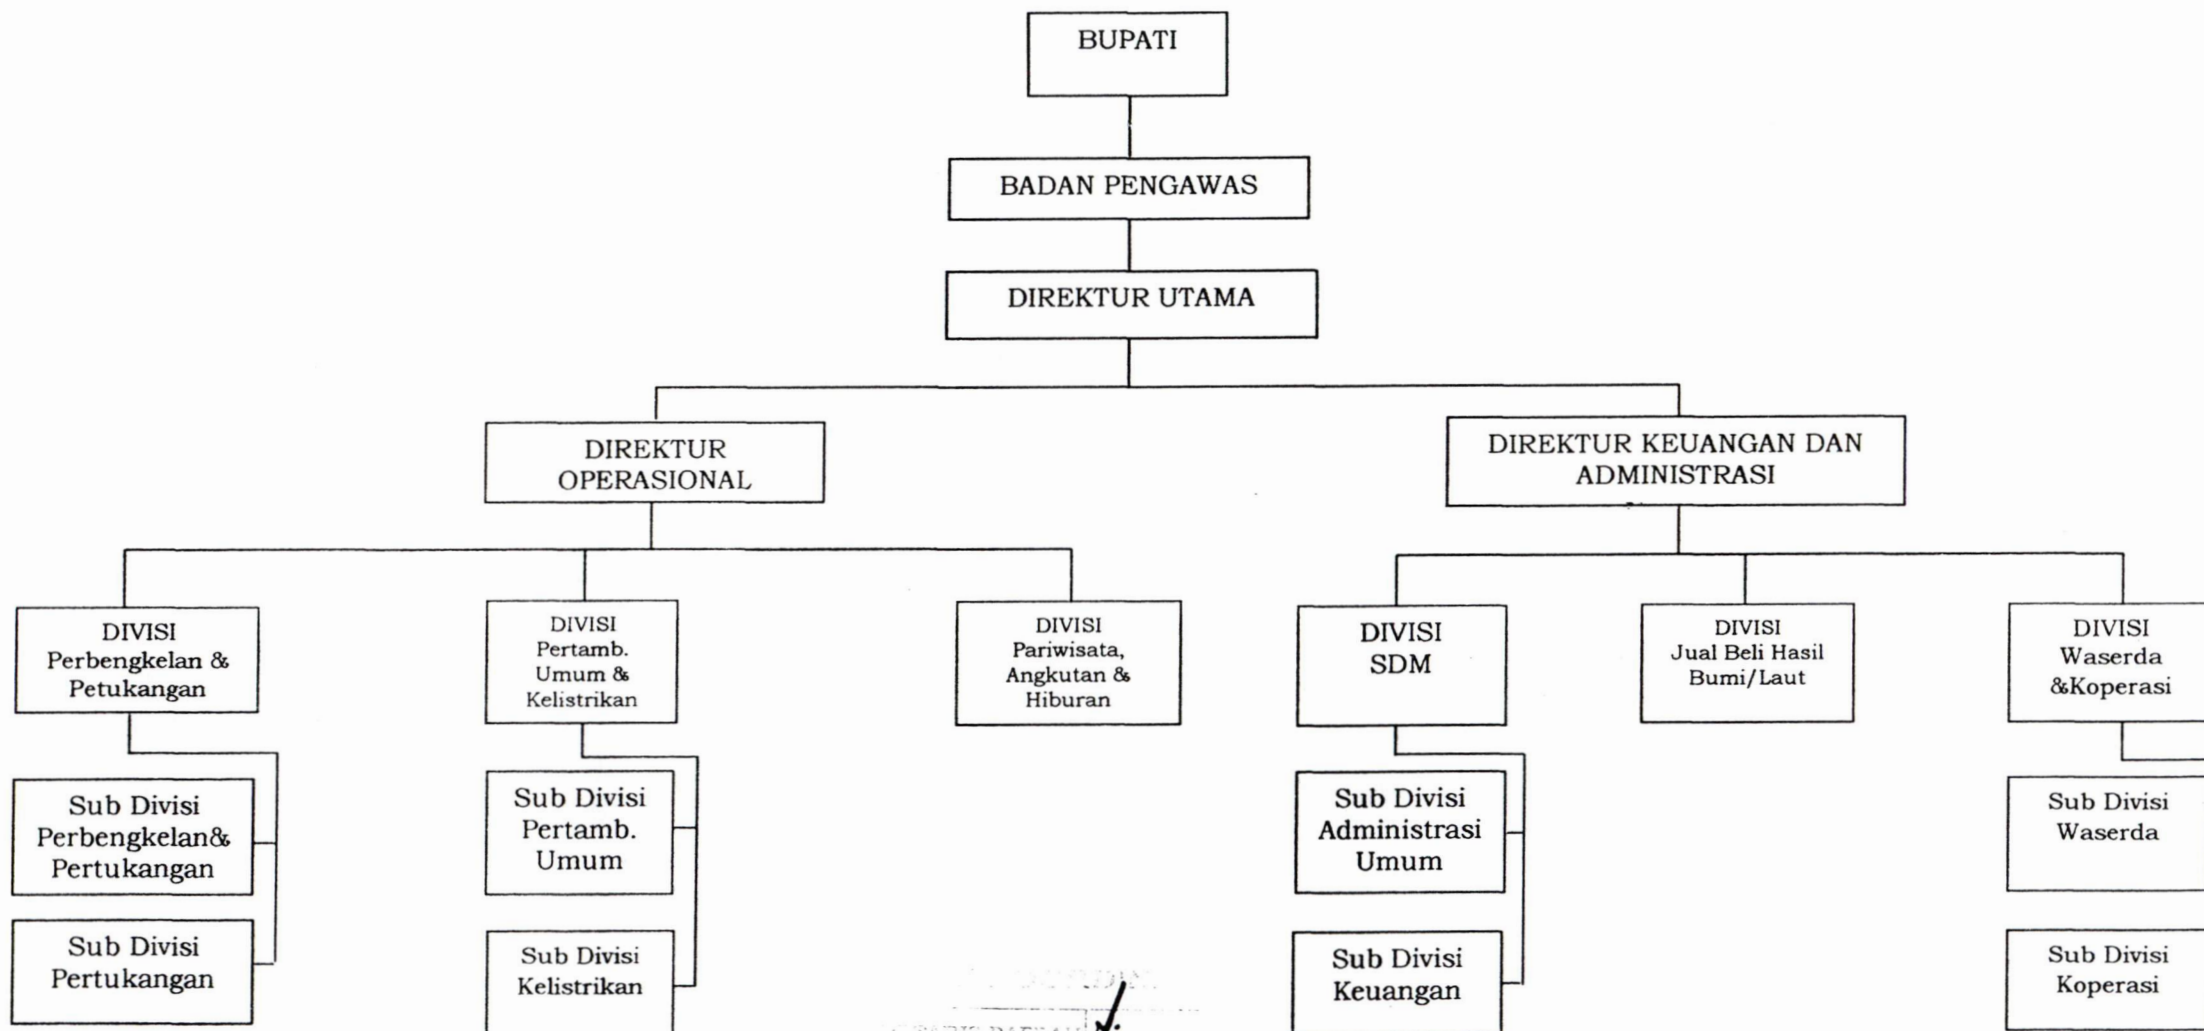 BUPATI
BADAN PENGAWAS
DIREKTUR UTAMA
DIREKTUR
OPERASIONAL
DIREKTUR KEUANGAN DAN
ADMINISTRASI
DIVISI
Perbengkelan &
Petukangan
DIVISI
Pertamb.
Umum &
Kelistrikan
DIVISI
Pariwisata,
Angkutan &
Hiburan
DIVISI
SDM
DIVISI
Jual Beli Hasil
Bumi/Laut
DIVISI
Waserda
&Koperasi
Sub Divisi
Perbengkelan&
Pertukangan
Sub Divisi
Pertamb.
Umum
Sub Divisi
Administrasi
Umum
Sub Divisi
Waserda
Sub Divisi
Pertukangan
Sub Divisi
Kelistrikan
Sub Divisi
Keuangan
Sub Divisi
Koperasi